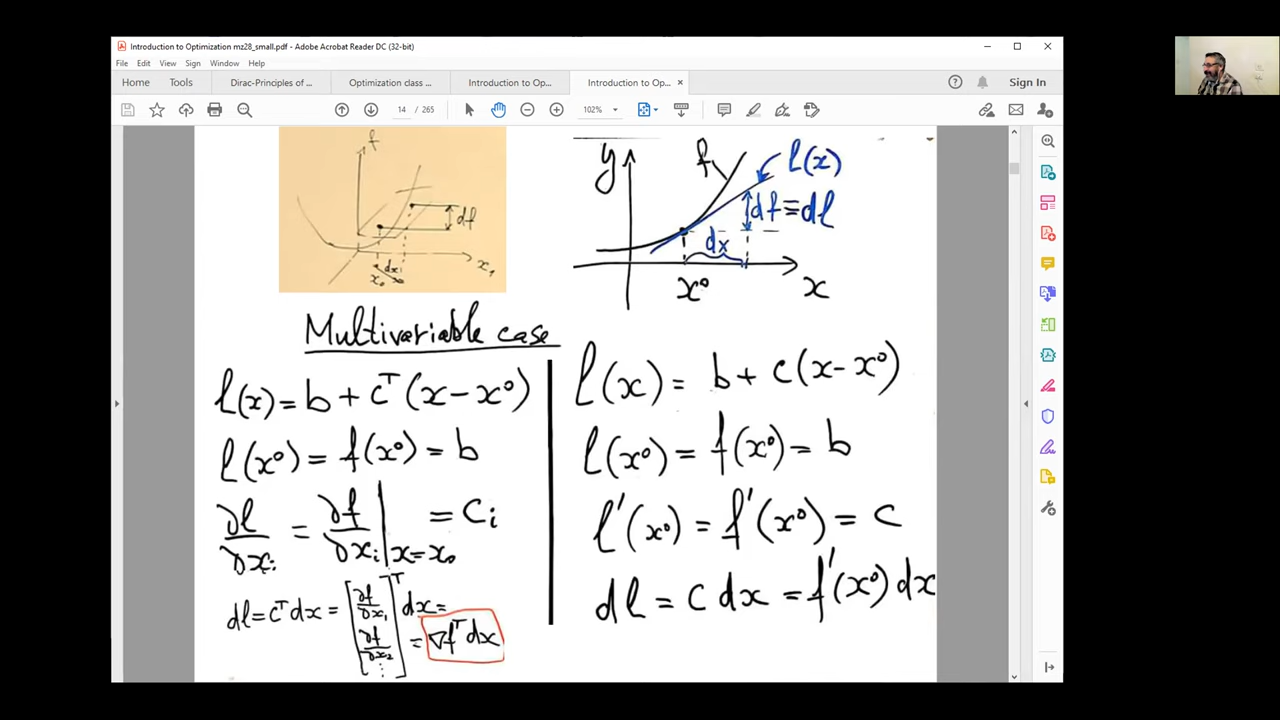 Introduction to Optimization mz28_small.pdf - Adobe Acrobat Reader DC (32-bit)
File Edit View Sign Window Help
Home Tools Dirac-Principles of ... Optimization class ... Introduction to Op... Introduction to Op... × Sign In
14 / 265 102%
f
df
dx
x₀
x₁
y
f
l(x)
df ≡ dl
dx
x⁰
x
Multivariable case
l(x) = b + cᵀ(x - x⁰)
l(x⁰) = f(x⁰) = b
∂l/∂xᵢ = ∂f/∂xᵢ |x=x₀ = cᵢ
dl = cᵀdx = [∂f/∂x₁ ∂f/∂x₂ ⋮]ᵀ dx =
= ∇fᵀdx
l(x) = b + c(x - x⁰)
l(x⁰) = f(x⁰) = b
l'(x⁰) = f'(x⁰) = c
dl = c dx = f'(x⁰) dx